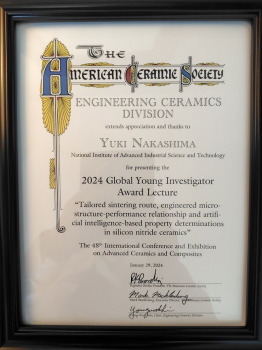 The
American Ceramic Society
ENGINEERING CERAMICS
DIVISION
extends appreciation and thanks to
YUKI NAKASHIMA
National Institute of Advanced Industrial Science and Technology
for presenting the
2024 Global Young Investigator
Award Lecture
“Tailored sintering route, engineered micro-
structure-performance relationship and artifi-
cial intelligence-based property determinations
in silicon nitride ceramics”
The 48th International Conference and Exhibition
on Advanced Ceramics and Composites
January 29, 2024